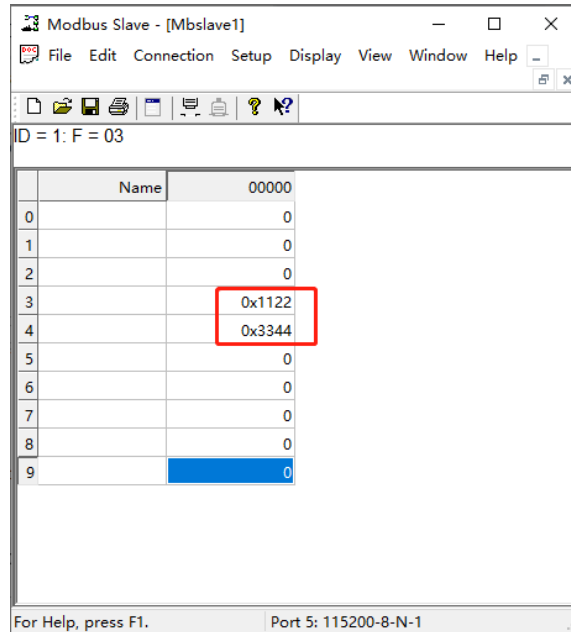 Modbus Slave - [Mbslave1]
File Edit Connection Setup Display View Window Help
ID = 1: F = 03
Name 00000
0 0
1 0
2 0
3 0x1122
4 0x3344
5 0
6 0
7 0
8 0
9 0
For Help, press F1. Port 5: 115200-8-N-1